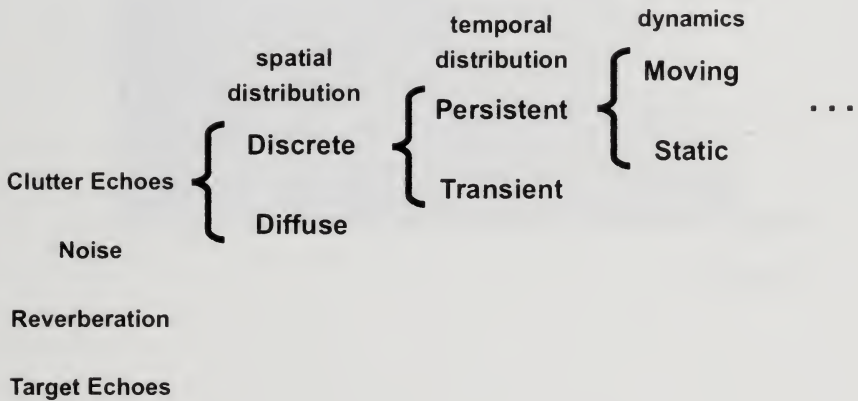 spatial
distribution
temporal
distribution
dynamics
Clutter Echoes
Discrete
Diffuse
Persistent
Transient
Moving
Static
. . .
Noise
Reverberation
Target Echoes